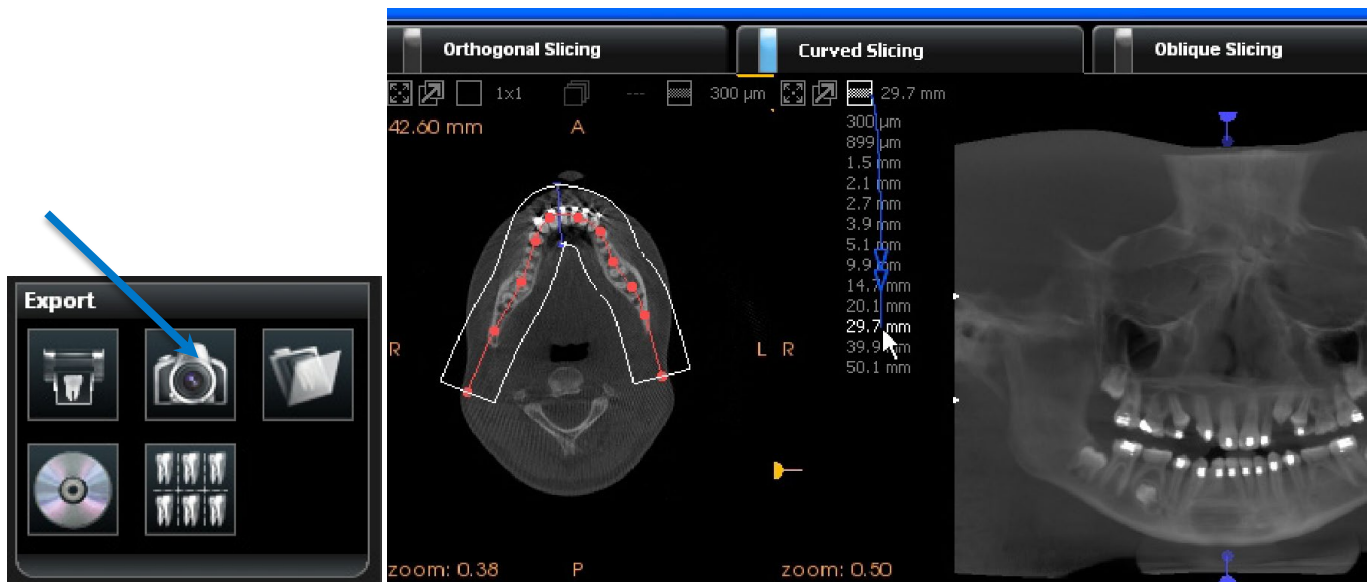 Export
Orthogonal Slicing
Curved Slicing
Oblique Slicing
1x1
---
300 µm
29.7 mm
42.60 mm
A
300 µm
899 µm
1.5 mm
2.1 mm
2.7 mm
3.9 mm
5.1 mm
9.9 mm
14.7 mm
20.1 mm
29.7 mm
39.9 mm
50.1 mm
R
L
R
zoom: 0.38
P
zoom: 0.50